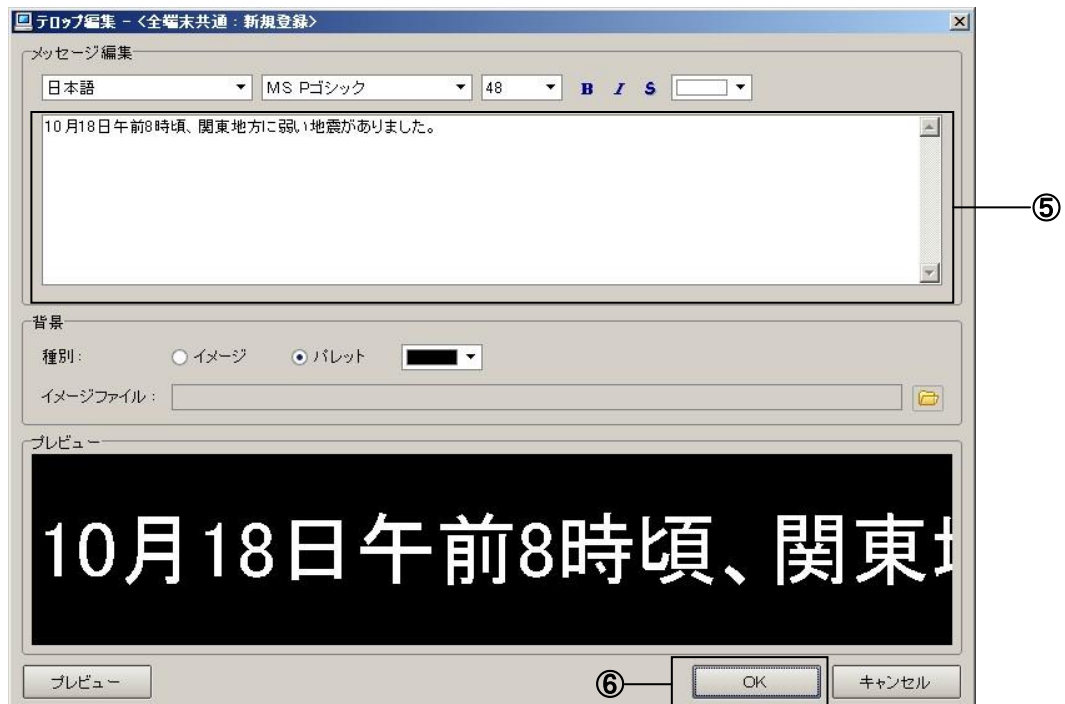 テロップ編集 - <全端末共通：新規登録>
メッセージ編集
日本語 MS Pゴシック 48 B I S
10月18日午前8時頃、関東地方に弱い地震がありました。
⑤
背景
種別： イメージ パレット
イメージファイル：
プレビュー
10月18日午前8時頃、関東地
プレビュー ⑥ OK キャンセル